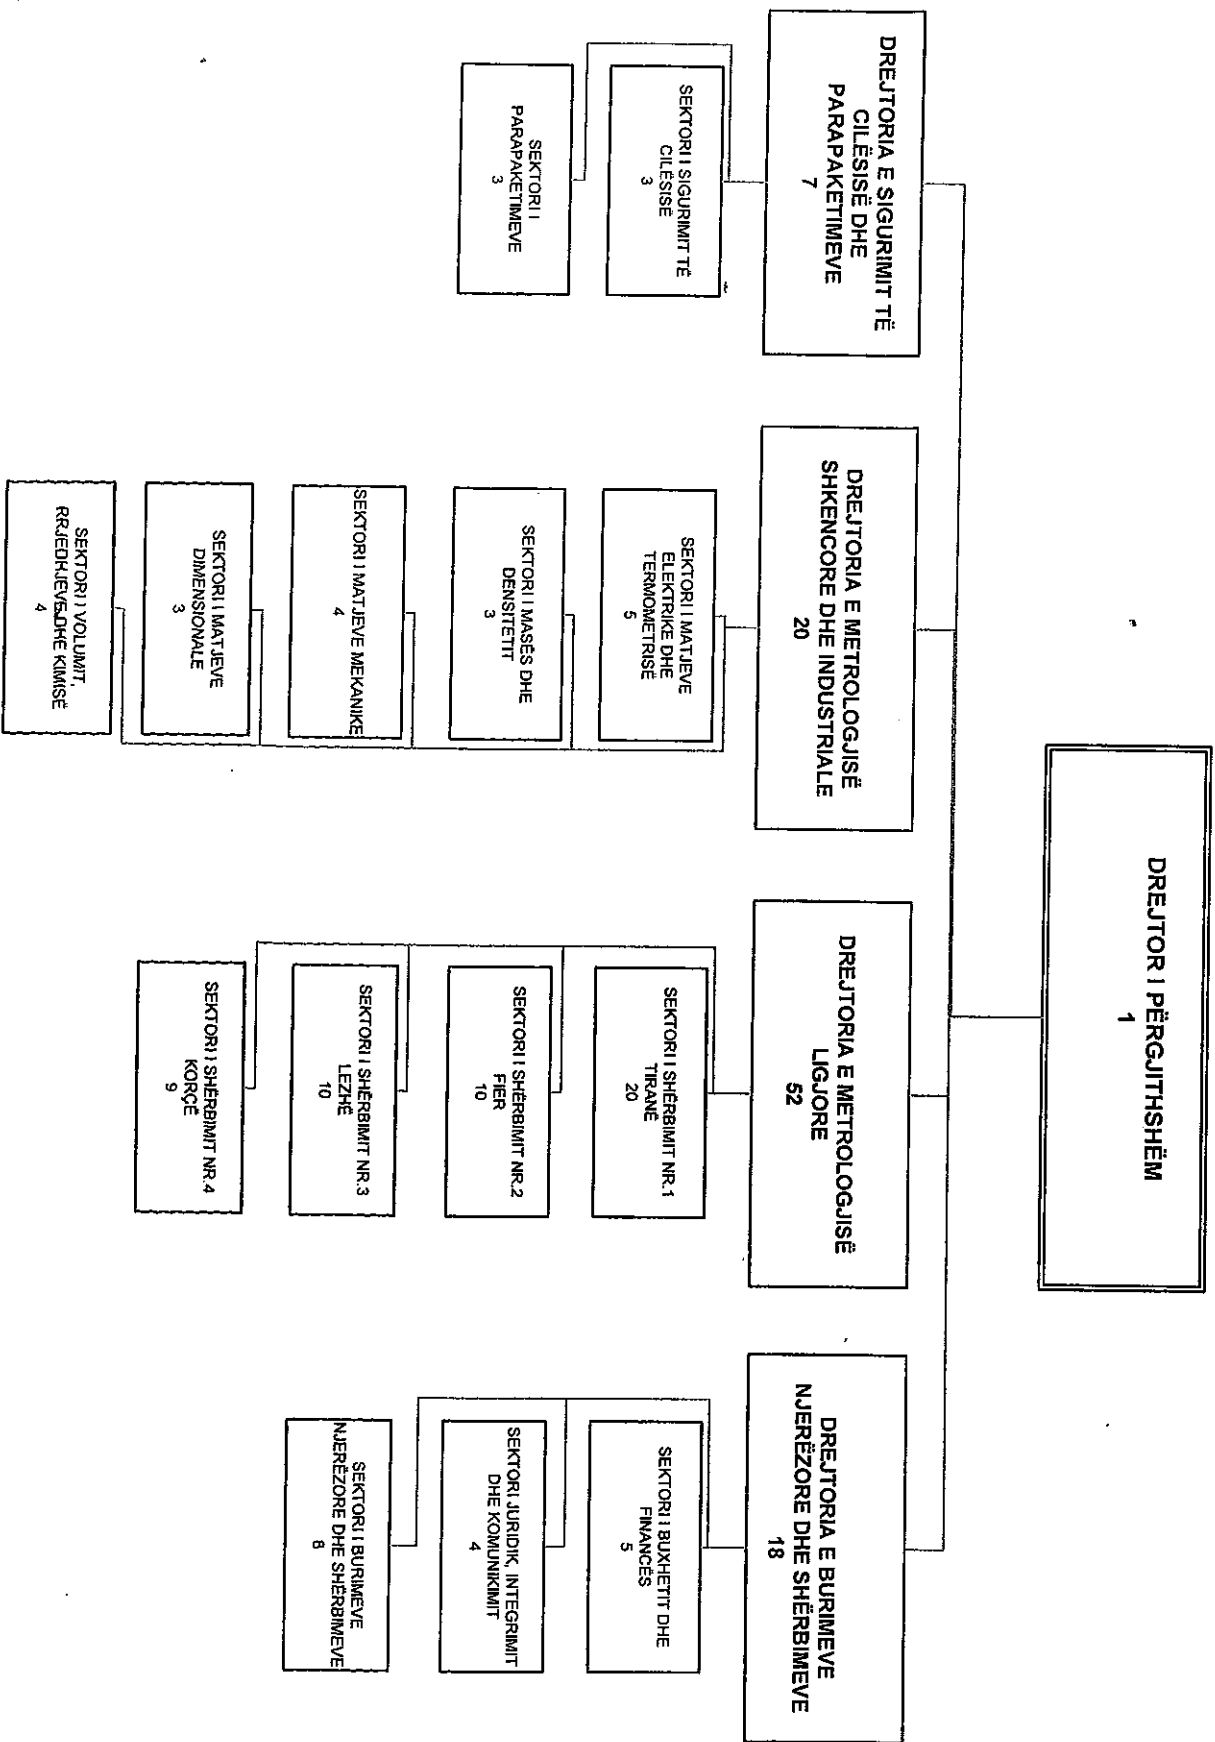 DREJTOR I PËRGJITHSHËM
1
DREJTORIA E SIGURIMIT TË
CILËSISË DHE
PARAPAKETIMEVE
7
SEKTORI I SIGURIMIT TË
CILËSISË
3
SEKTORI I
PARAPAKETIMEVE
3
DREJTORIA E METROLOGJISË
SHKENCORE DHE INDUSTRIALE
20
SEKTORI I MATJEVE
ELEKTRIKE DHE
TERMOMETRISË
5
SEKTORI I MASËS DHE
DENSITETIT
3
SEKTORI I MATJEVE MEKANIKE
4
SEKTORI I MATJEVE
DIMENSIONALE
3
SEKTORI I VOLUMIT,
RRJEDHJEVE DHE KIMISË
4
DREJTORIA E METROLOGJISË
LIGJORE
52
SEKTORI I SHËRBIMIT NR.1
TIRANË
20
SEKTORI I SHËRBIMIT NR.2
FIER
10
SEKTORI I SHËRBIMIT NR.3
LEZHË
10
SEKTORI I SHËRBIMIT NR.4
KORÇË
9
DREJTORIA E BURIMEVE
NJERËZORE DHE SHËRBIMEVE
18
SEKTORI I BUXHETIT DHE
FINANCËS
5
SEKTORI JURIDIK, INTEGRIMIT
DHE KOMUNIKIMIT
4
SEKTORI I BURIMEVE
NJERËZORE DHE SHËRBIMEVE
8